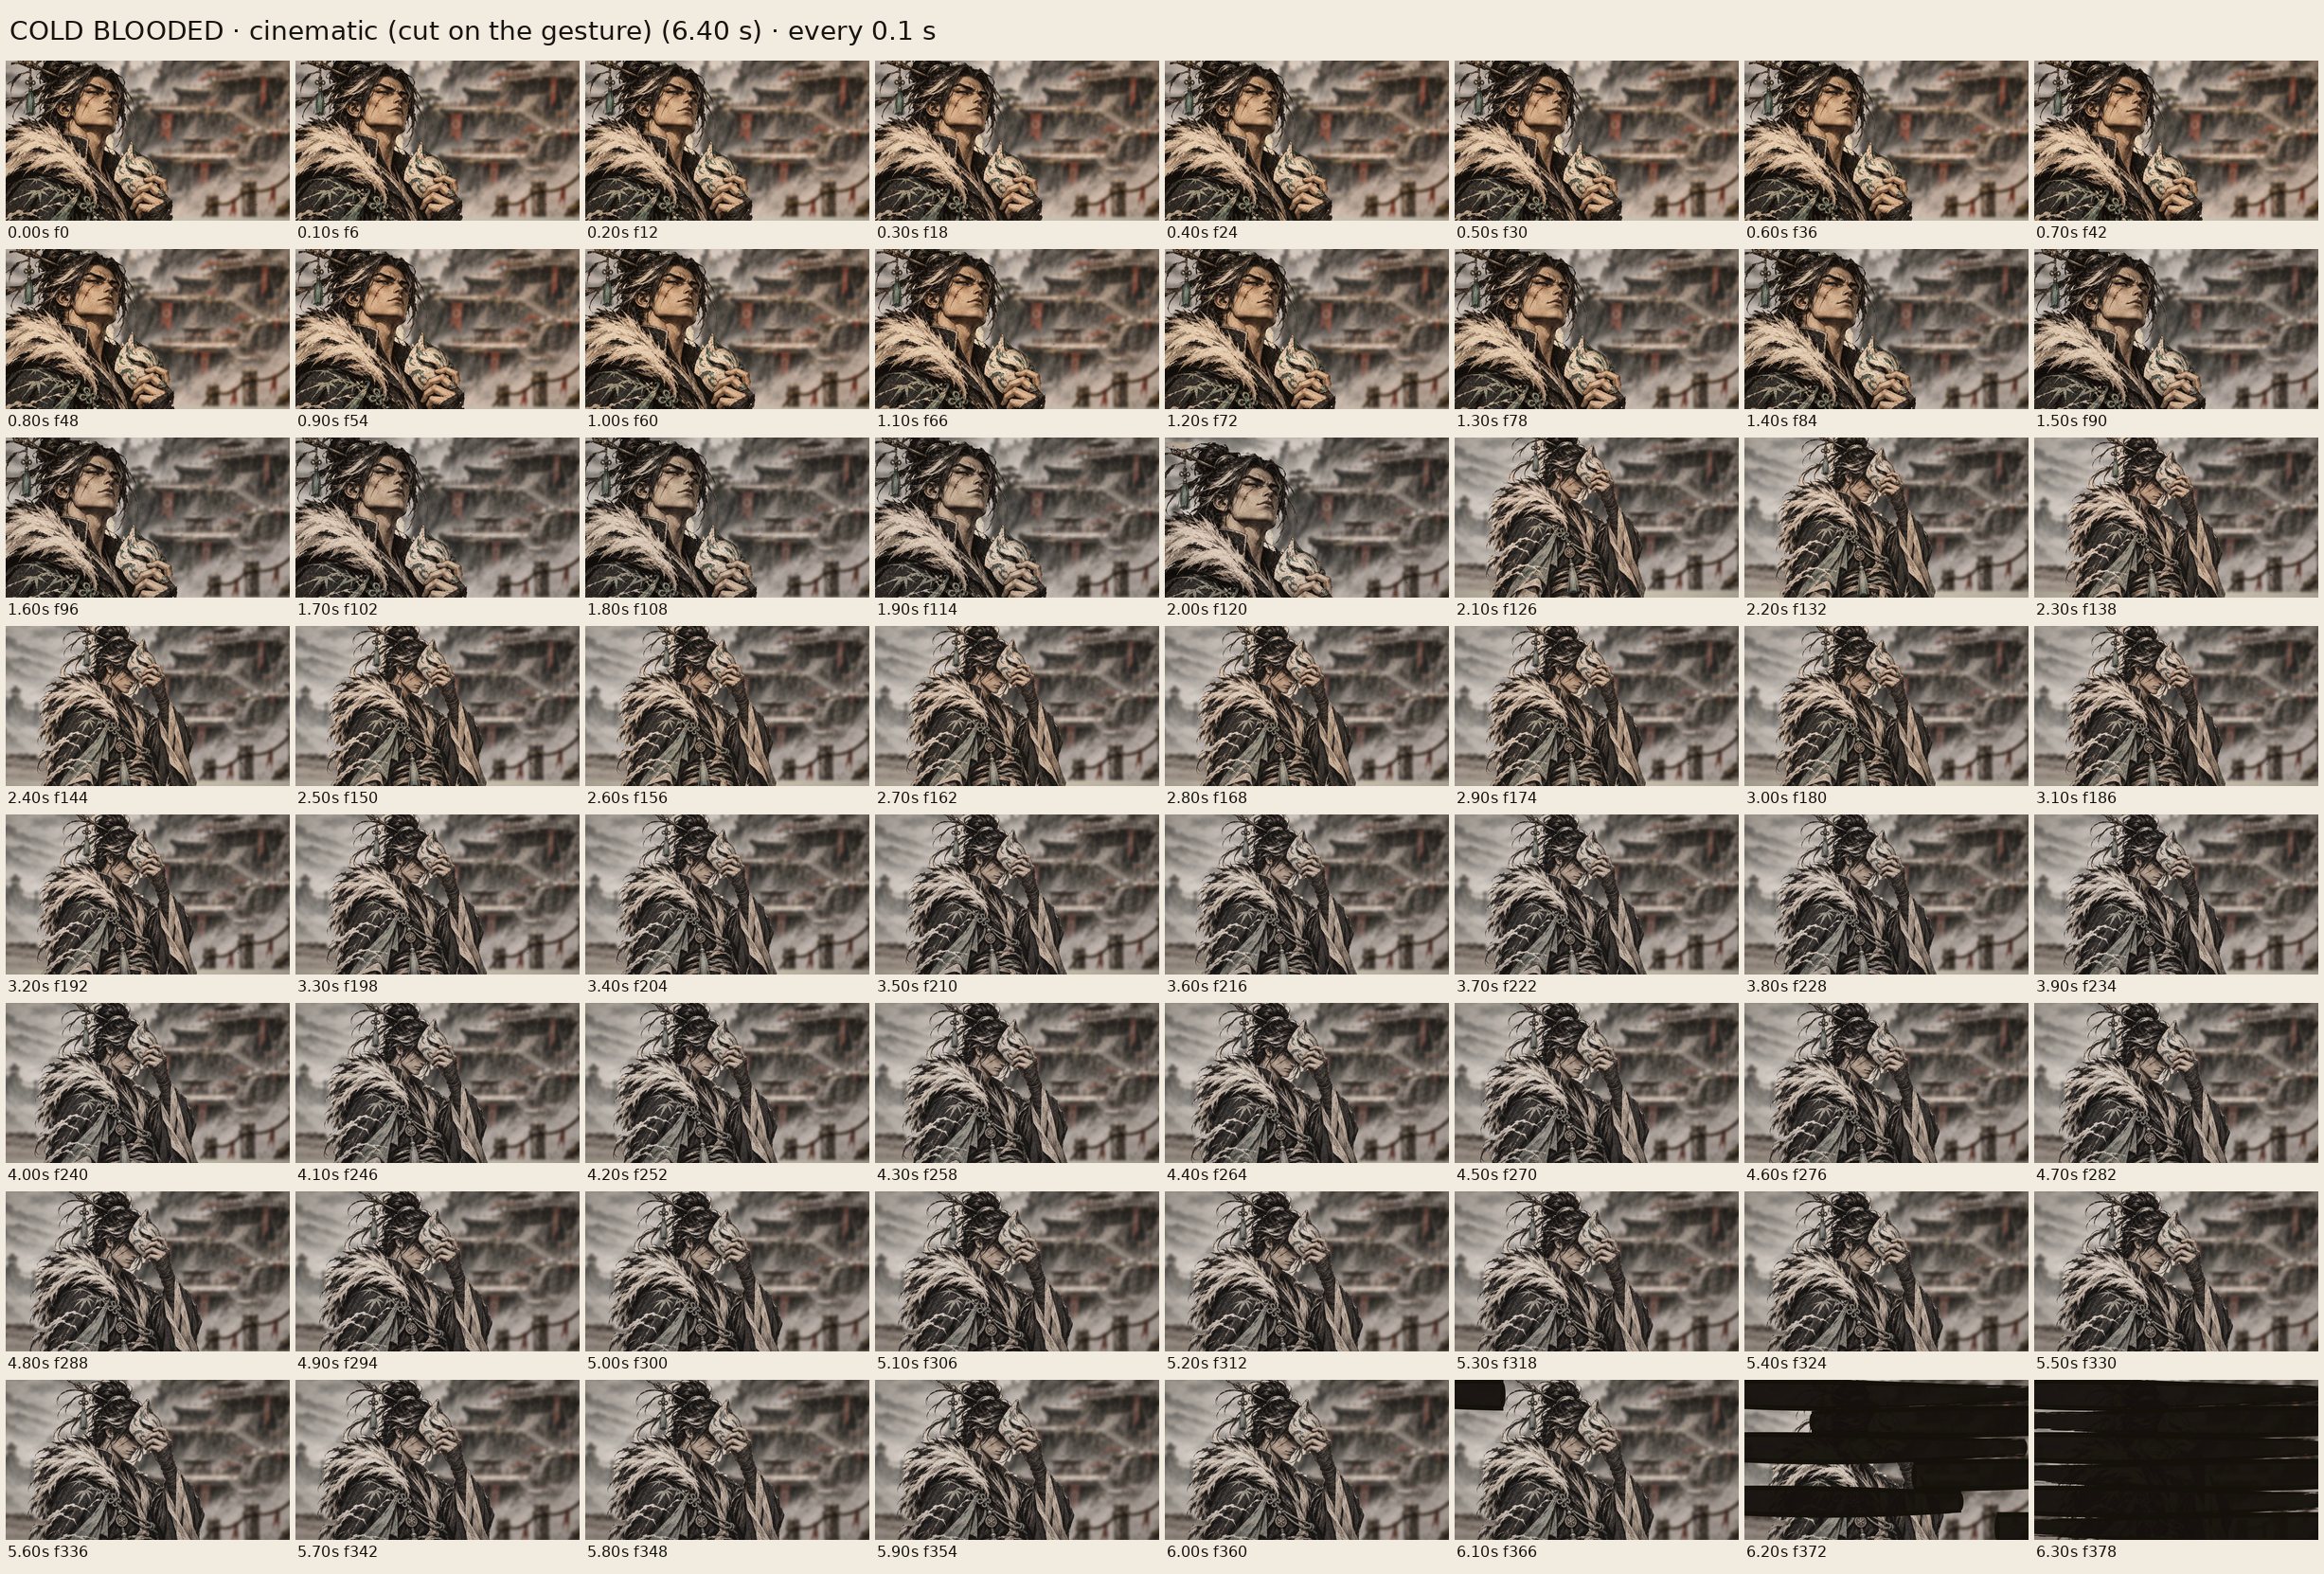 COLD BLOODED · cinematic (cut on the gesture) (6.40 s) · every 0.1 s
0.00s f0 0.10s f6 0.20s f12 0.30s f18 0.40s f24 0.50s f30 0.60s f36 0.70s f42
0.80s f48 0.90s f54 1.00s f60 1.10s f66 1.20s f72 1.30s f78 1.40s f84 1.50s f90
1.60s f96 1.70s f102 1.80s f108 1.90s f114 2.00s f120 2.10s f126 2.20s f132 2.30s f138
2.40s f144 2.50s f150 2.60s f156 2.70s f162 2.80s f168 2.90s f174 3.00s f180 3.10s f186
3.20s f192 3.30s f198 3.40s f204 3.50s f210 3.60s f216 3.70s f222 3.80s f228 3.90s f234
4.00s f240 4.10s f246 4.20s f252 4.30s f258 4.40s f264 4.50s f270 4.60s f276 4.70s f282
4.80s f288 4.90s f294 5.00s f300 5.10s f306 5.20s f312 5.30s f318 5.40s f324 5.50s f330
5.60s f336 5.70s f342 5.80s f348 5.90s f354 6.00s f360 6.10s f366 6.20s f372 6.30s f378